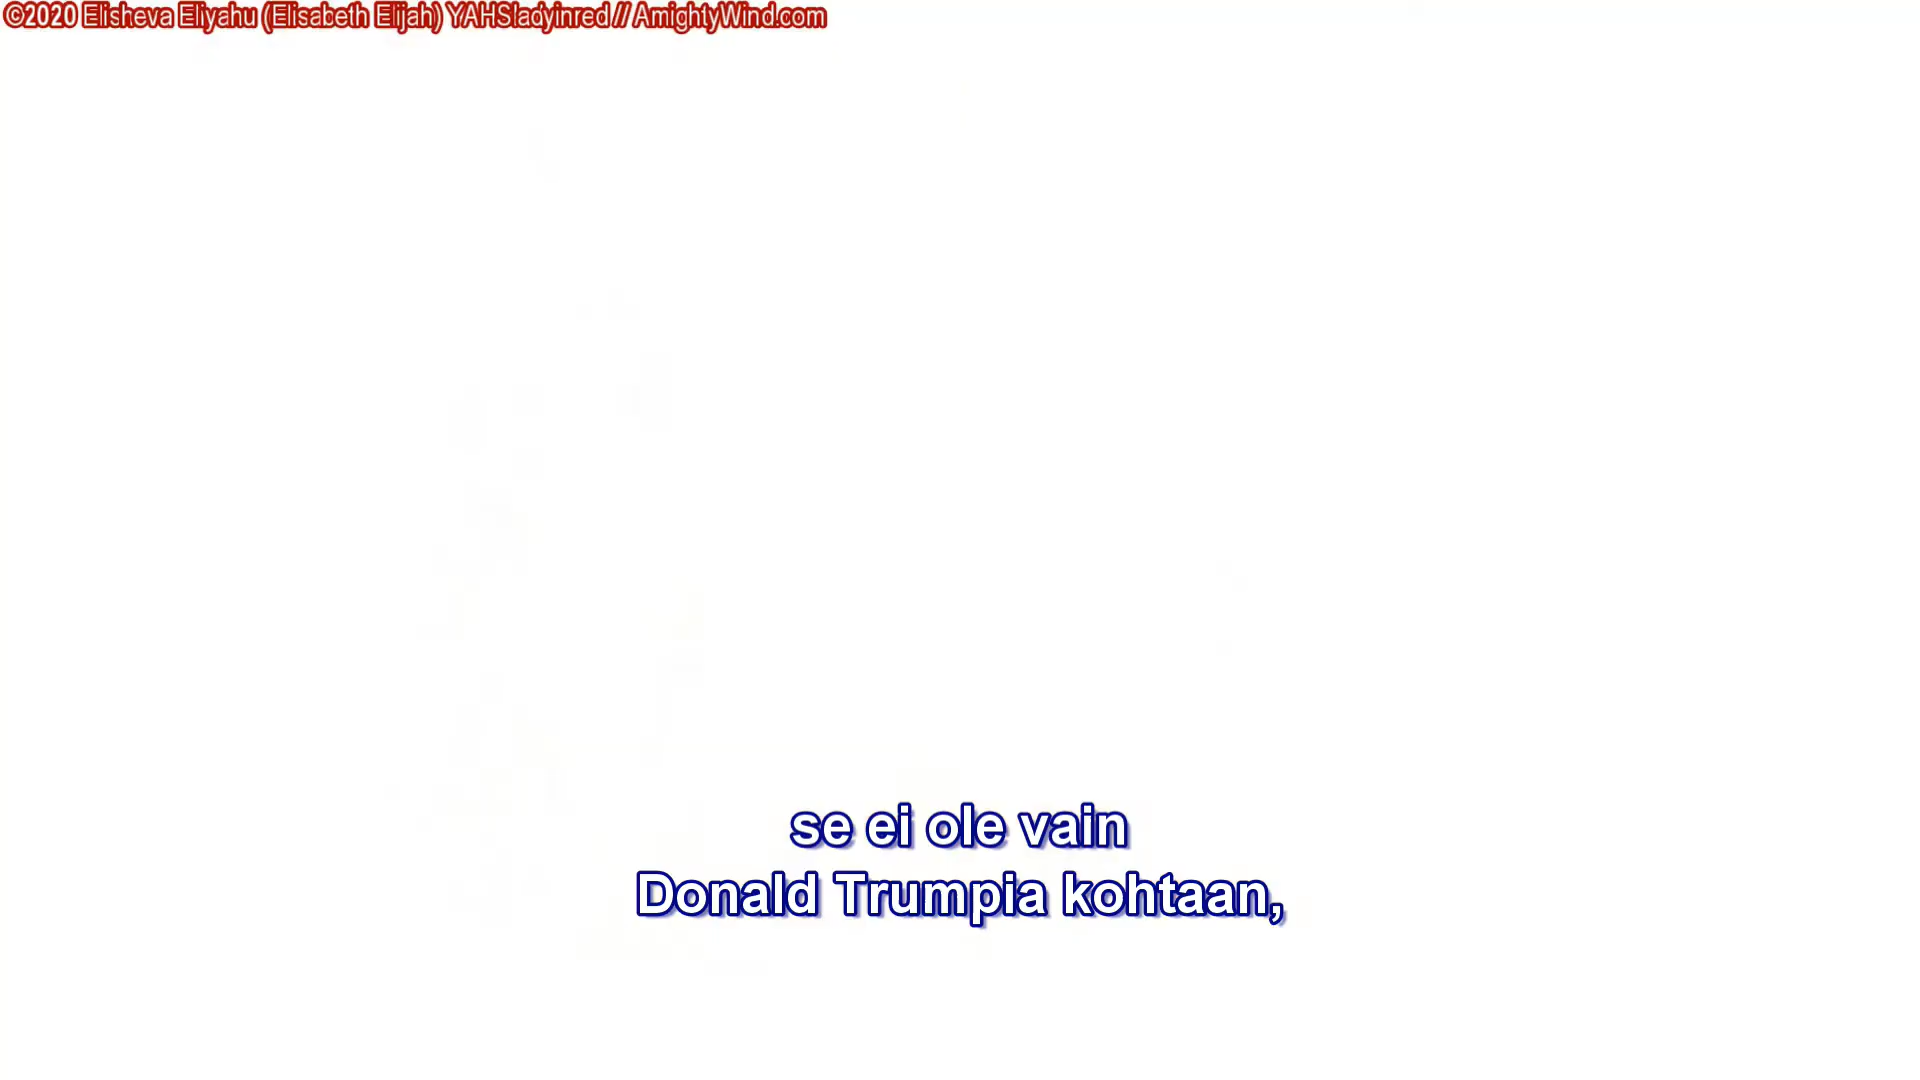 ©2020 Elisheva Eliyahu (Elisabeth Elijah) YAHSladyinred // AmightyWind.com
se ei ole vain
Donald Trumpia kohtaan,